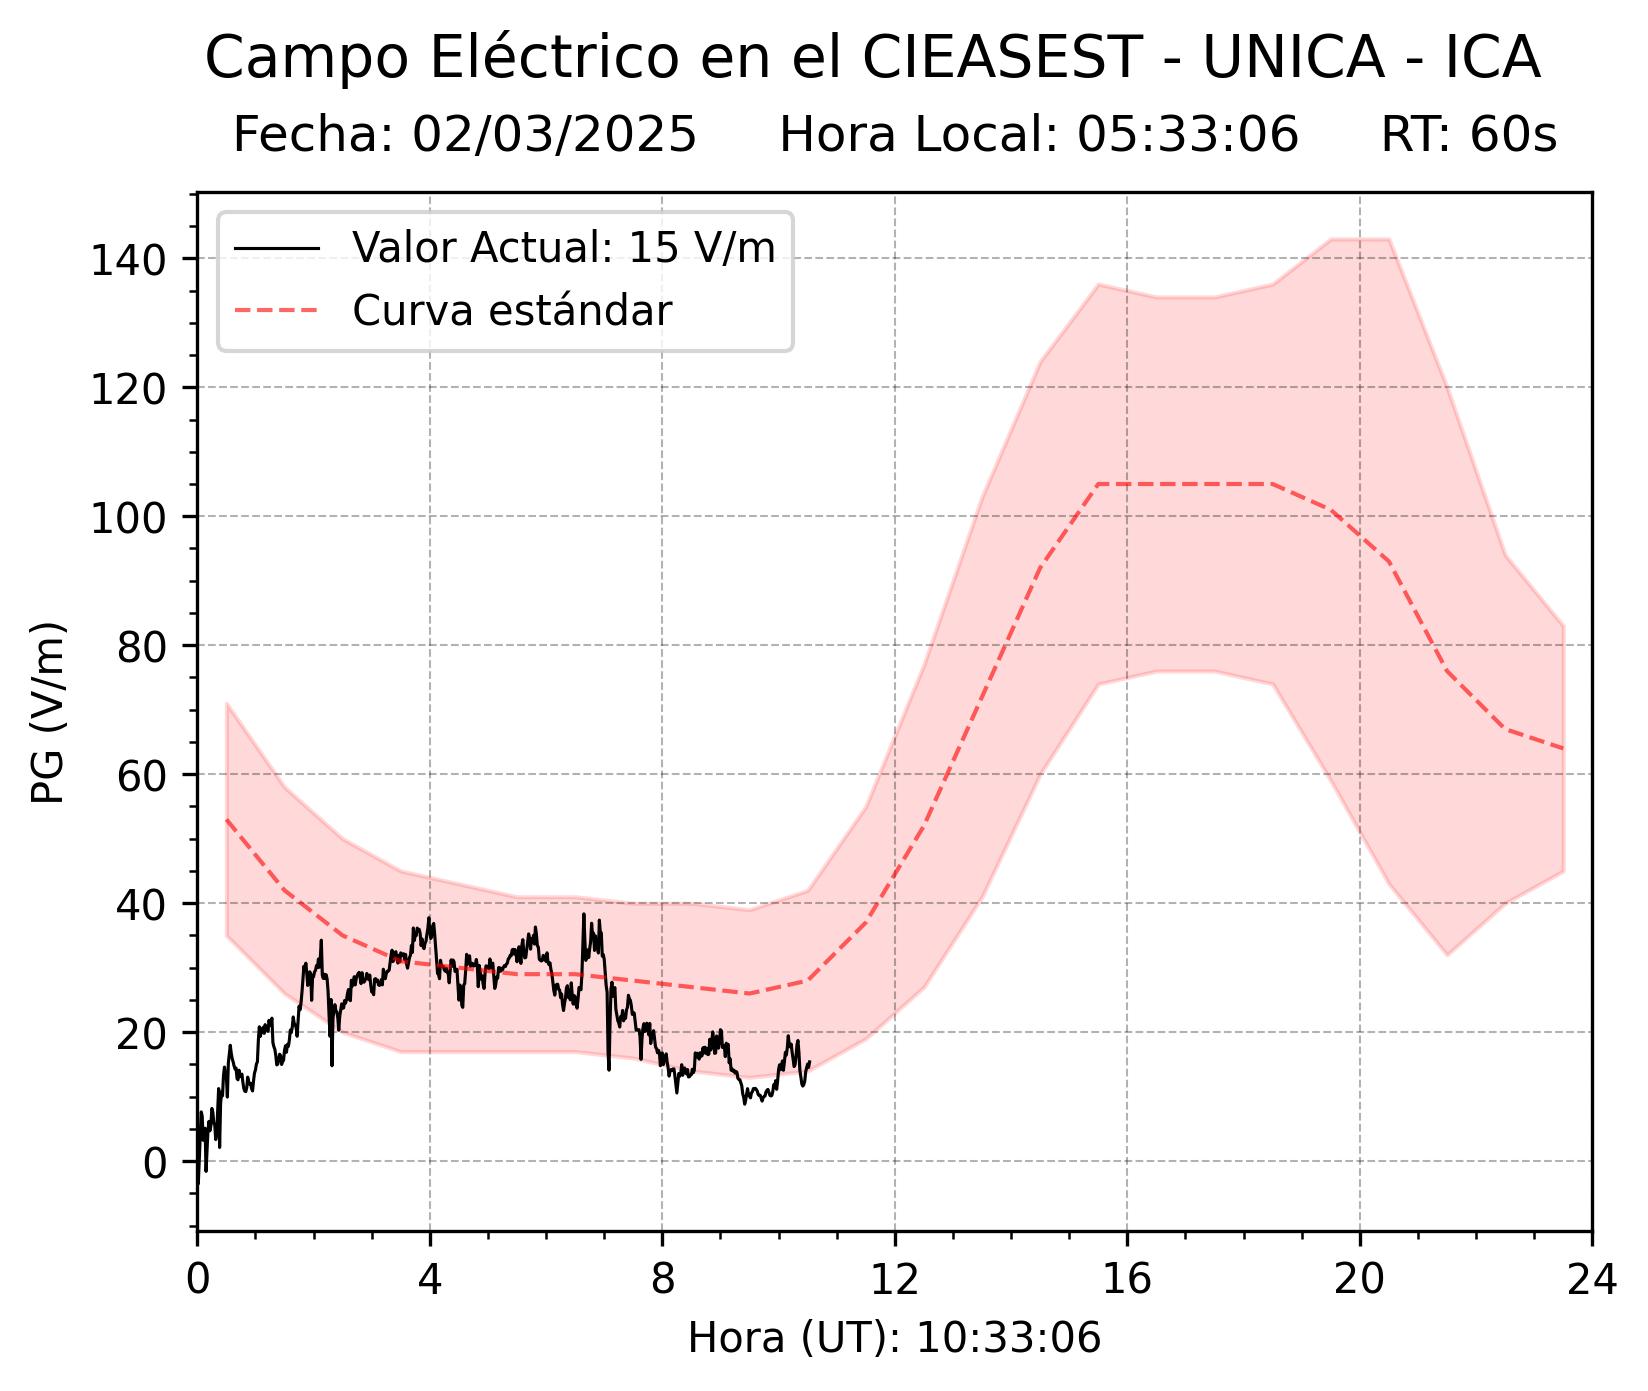 Campo Eléctrico en el CIEASEST - UNICA - ICA
Fecha: 02/03/2025 Hora Local: 05:33:06 RT: 60s
Valor Actual: 15 V/m
Curva estándar
PG (V/m)
140
120
100
80
60
40
20
0
0 4 8 12 16 20 24
Hora (UT): 10:33:06